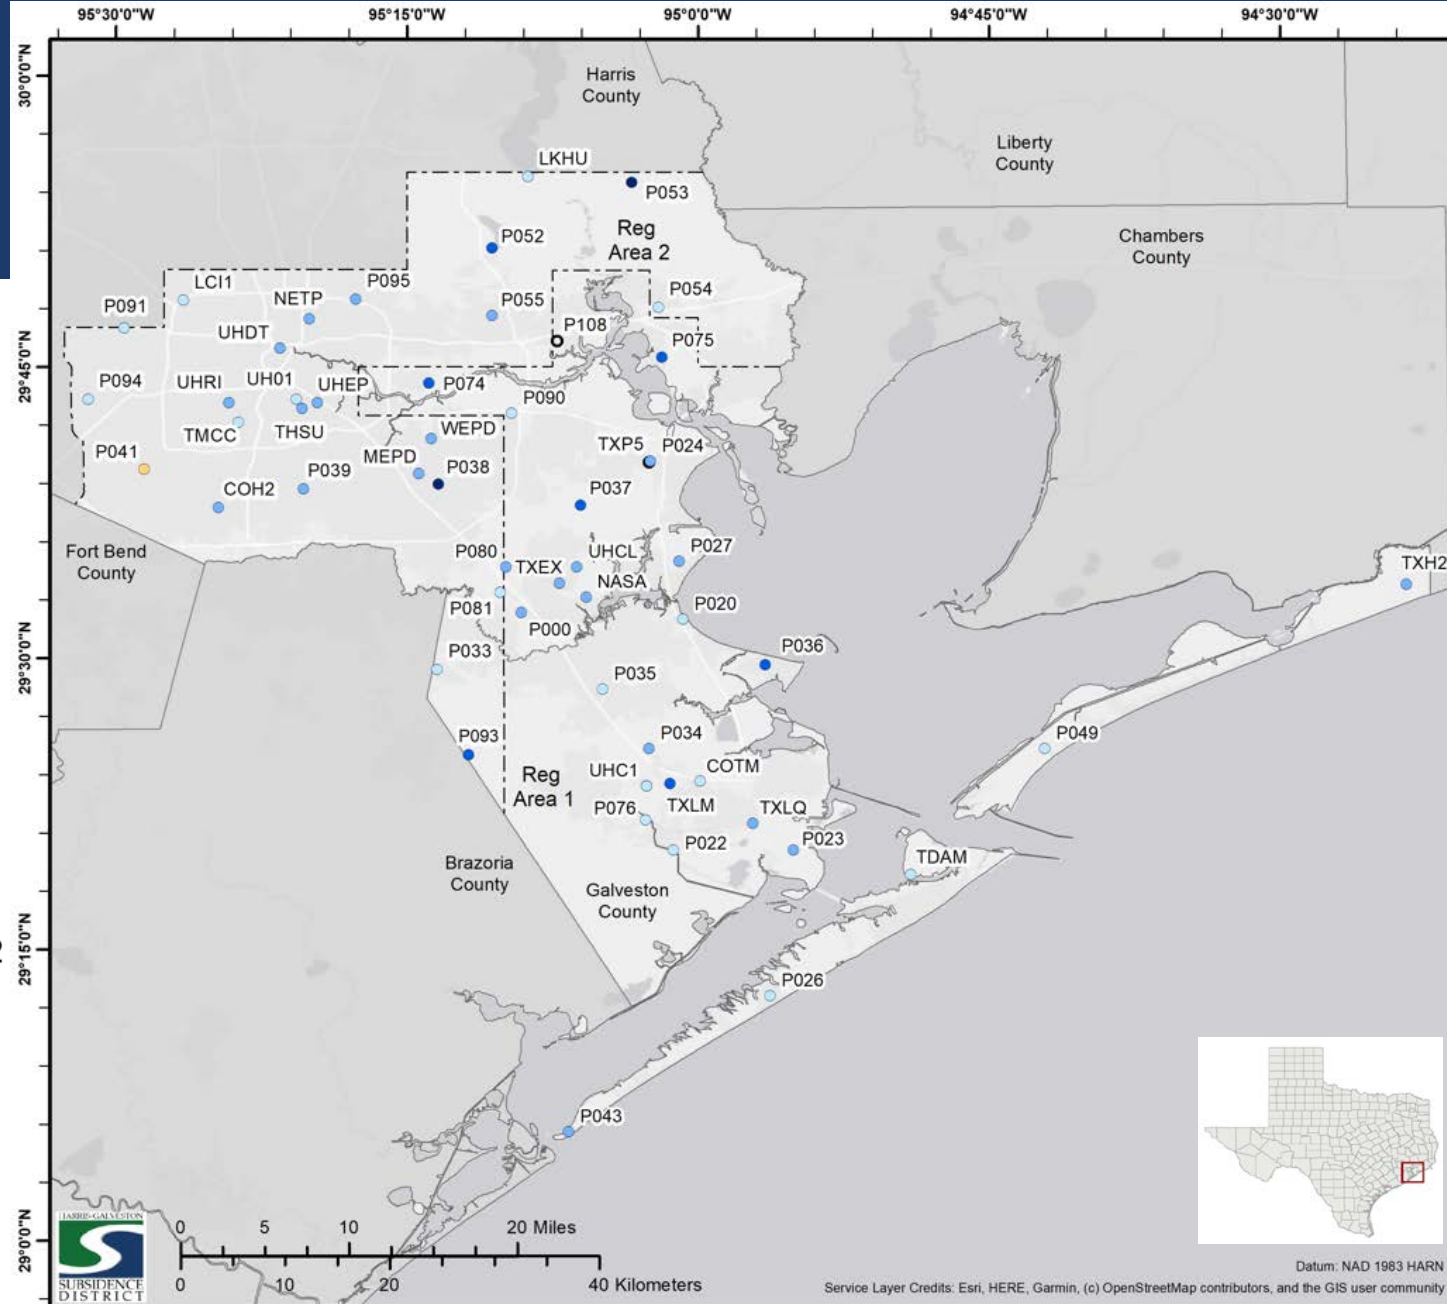 95°30'0"W 95°15'0"W 95°0'0"W 94°45'0"W 94°30'0"W
30°0'0"N
29°45'0"N
29°30'0"N
29°15'0"N
29°0'0"N
Harris
County
Liberty
County
LKHU
P053
P052
Reg
Area 2
Chambers
County
LCI1
P095
P091
NETP
P055
P054
UHDT
P108
P075
P094
UHRI
UH01
UHEP
P074
P090
TMCC
THSU
WEPD
TXP5
P024
P041
MEPD
P038
P039
COH2
P037
Fort Bend
County
P080
TXEX
UHCL
P027
NASA
TXH2
P081
P000
P020
P033
P036
P035
P093
P034
P049
Reg
Area 1
UHC1
COTM
TXLM
P076
TXLQ
P022
P023
TDAM
Brazoria
County
Galveston
County
P026
P043
HARRIS-GALVESTON
SUBSIDENCE
DISTRICT
0 5 10 20 Miles
0 10 20 40 Kilometers
Datum: NAD 1983 HARN
Service Layer Credits: Esri, HERE, Garmin, (c) OpenStreetMap contributors, and the GIS user community